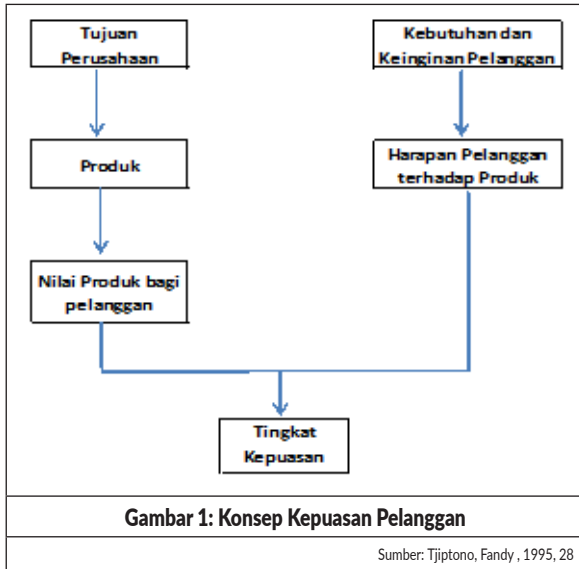 Tujuan
Perusahaan
Kebutuhan dan
Keinginan Pelanggan
Produk
Harapan Pelanggan
terhadap Produk
Nilai Produk bagi
pelanggan
Tingkat
Kepuasan
Gambar 1: Konsep Kepuasan Pelanggan
Sumber: Tjiptono, Fandy , 1995, 28